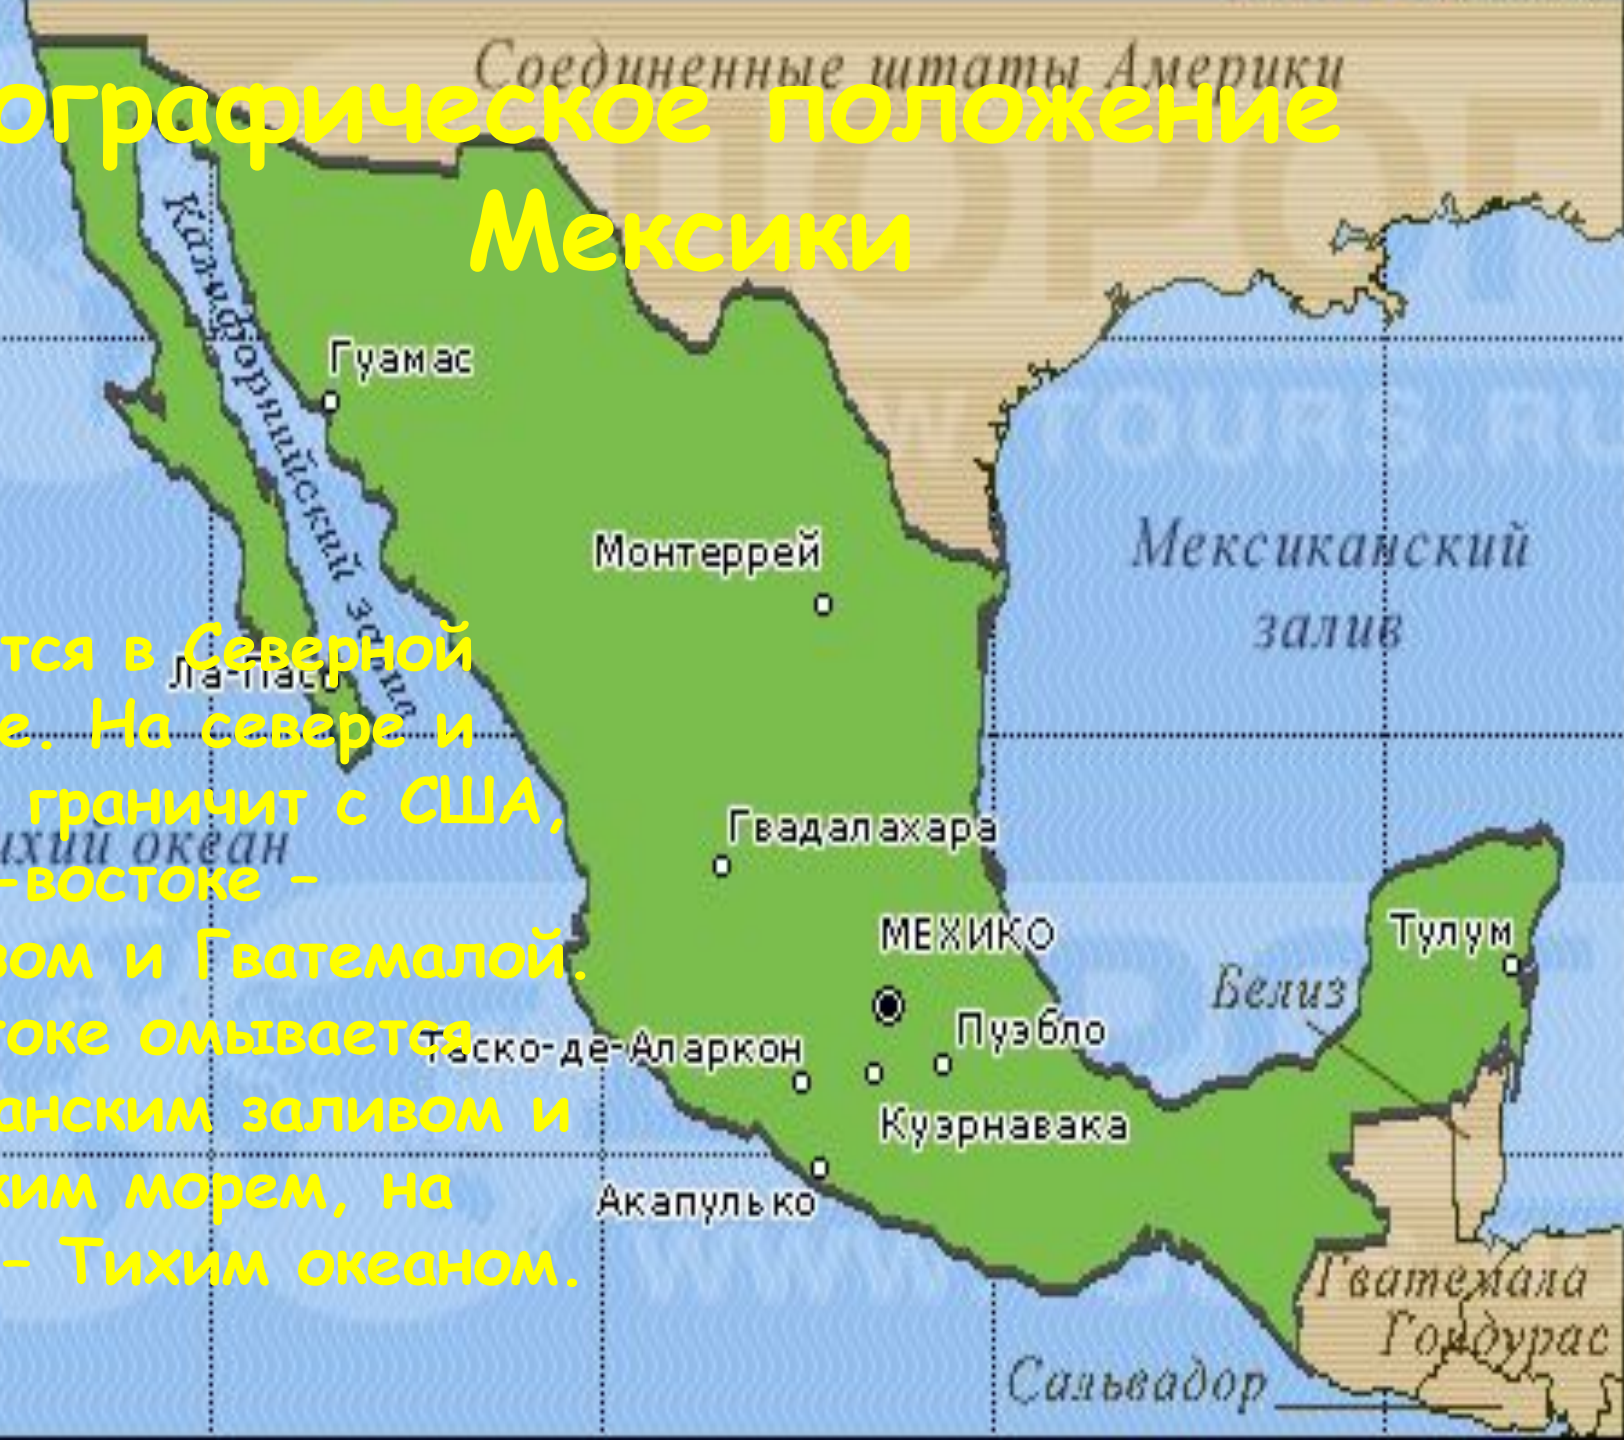 Соединенные штаты Америки
ографическое положение
Мексики
Калифорнийский залив
Гуамас
Монтеррей
Мексиканский
залив
тся в Северной
Ла-Пас
е. На севере и
граничит с США,
Гвадалахара
ихий океан
-востоке –
МЕХИКО
Тулум
вом и Гватемалой.
Белиз
токе омывается
Пуэбло
Таско-де-Аларкон
анским заливом и
Куэрнавака
ким морем, на
Акапулько
– Тихим океаном.
Гватемала
Гондурас
Сальвадор